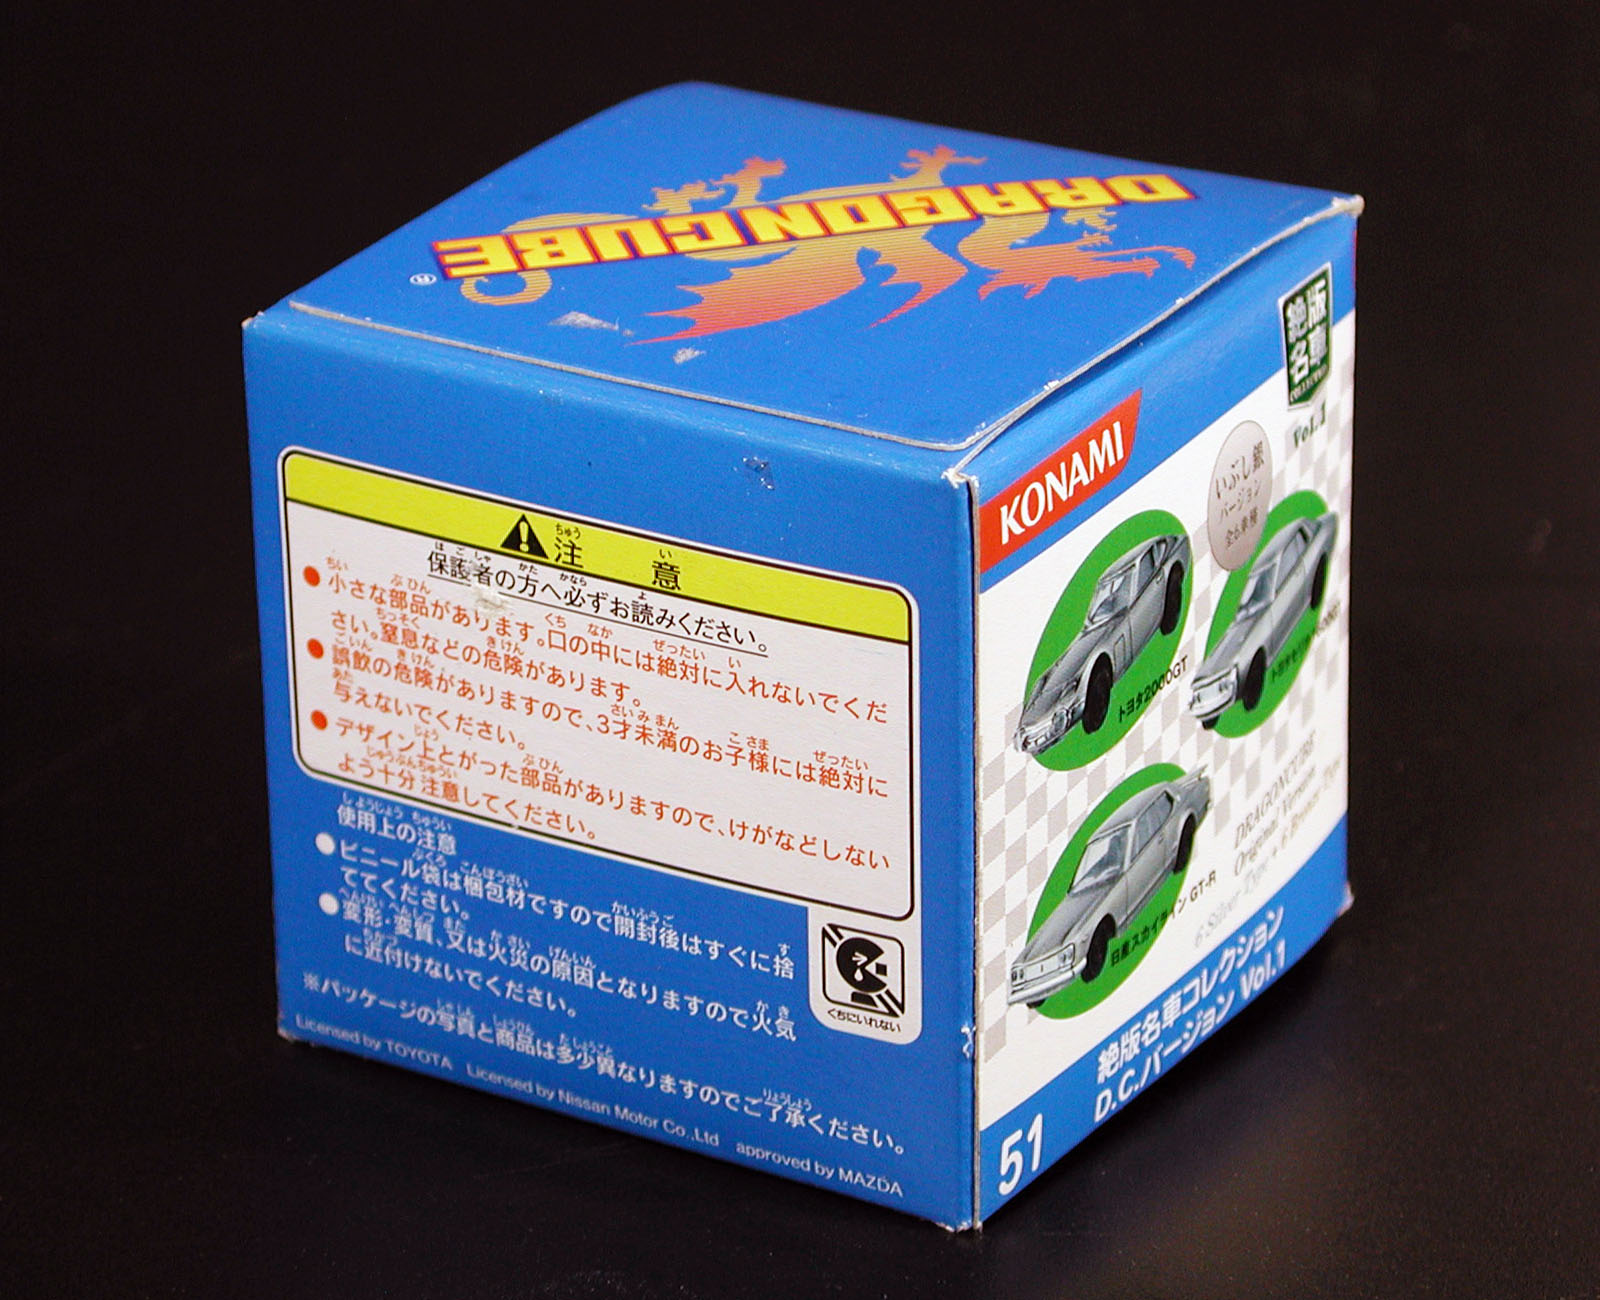 DRAGONCUBE
®
注意
保護者の方へ必ずお読みください。
●小さな部品があります。口の中には絶対に入れないでくだ
さい。窒息などの危険があります。
●誤飲の危険がありますので、3才未満のお子様には絶対に
与えないでください。
●デザイン上とがった部品がありますので、けがなどしない
よう十分注意してください。
使用上の注意
●ビニール袋は梱包材ですので開封後はすぐに捨
ててください。
●変形・変質、又は火災の原因となりますので火気
に近付けないでください。
※パッケージの写真と商品は多少異なりますのでご了承ください。
くちにいれない
Licensed by TOYOTA Licensed by Nissan Motor Co.,Ltd approved by MAZDA
絶版
名車
COLLECTION
Vol.1
KONAMI
いぶし銀
バージョン
全6車種
トヨタ2000GT
日産スカイライン GT-R
DRAGONCUBE
Original Version
6 Silver Type + 6 Bronze Type
絶版名車コレクション
D.C.バージョン Vol.1
51